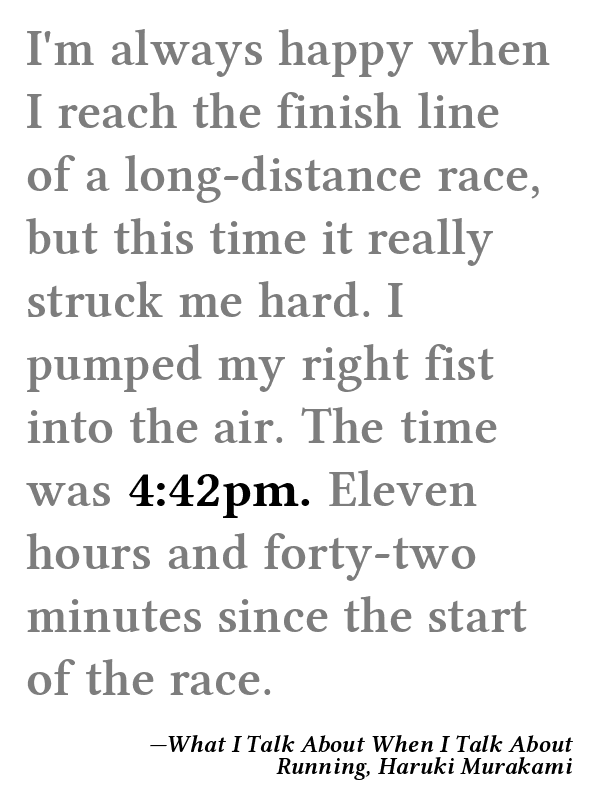 I'm always happy when
I reach the finish line
of a long-distance race,
but this time it really
struck me hard. I
pumped my right fist
into the air. The time
was 4:42pm. Eleven
hours and forty-two
minutes since the start
of the race.
—What I Talk About When I Talk About
Running, Haruki Murakami